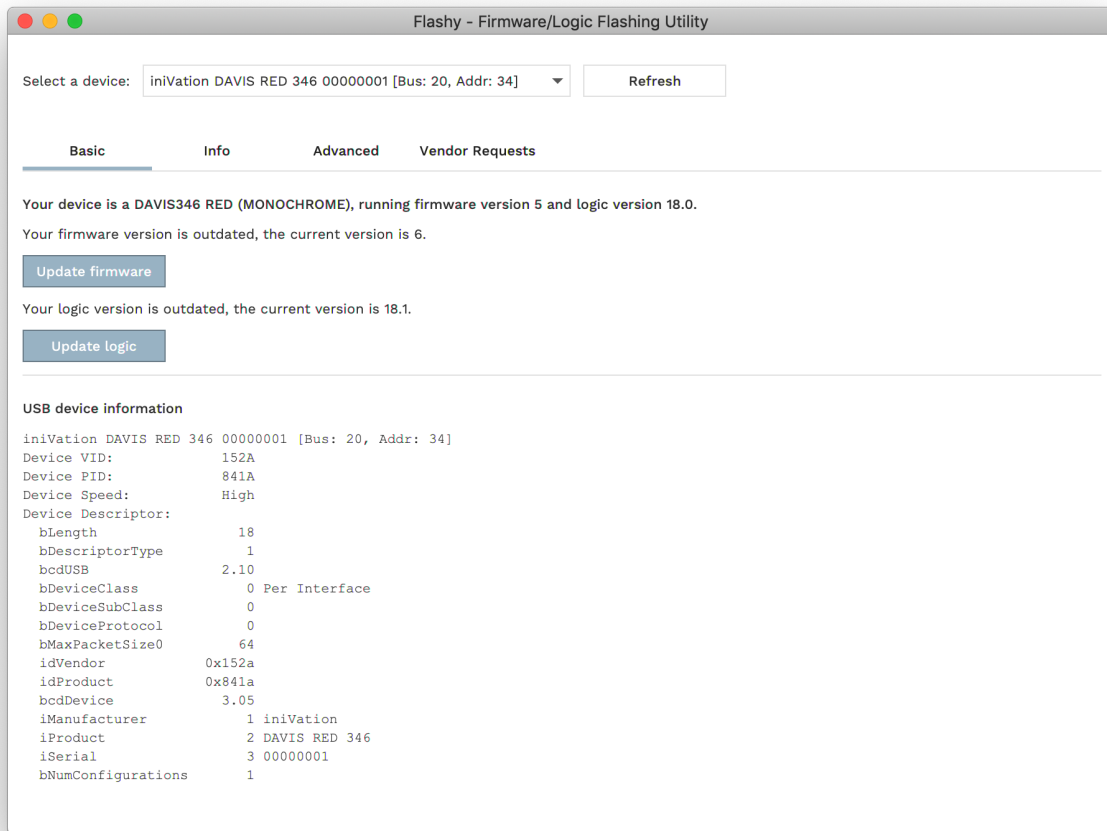 Flashy - Firmware/Logic Flashing Utility
Select a device: iniVation DAVIS RED 346 00000001 [Bus: 20, Addr: 34] Refresh
Basic Info Advanced Vendor Requests
Your device is a DAVIS346 RED (MONOCHROME), running firmware version 5 and logic version 18.0.
Your firmware version is outdated, the current version is 6.
Update firmware
Your logic version is outdated, the current version is 18.1.
Update logic
USB device information
iniVation DAVIS RED 346 00000001 [Bus: 20, Addr: 34]
Device VID: 152A
Device PID: 841A
Device Speed: High
Device Descriptor:
bLength 18
bDescriptorType 1
bcdUSB 2.10
bDeviceClass 0 Per Interface
bDeviceSubClass 0
bDeviceProtocol 0
bMaxPacketSize0 64
idVendor 0x152a
idProduct 0x841a
bcdDevice 3.05
iManufacturer 1 iniVation
iProduct 2 DAVIS RED 346
iSerial 3 00000001
bNumConfigurations 1